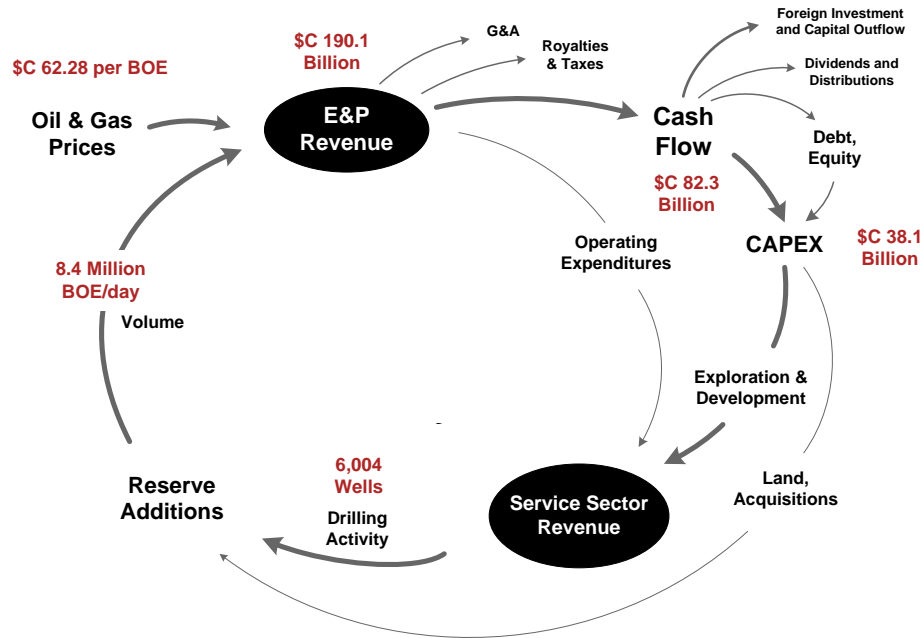 Foreign Investment
and Capital Outflow
G&A
$C 190.1
Billion
Royalties
& Taxes
$C 62.28 per BOE
Dividends and
Distributions
Oil & Gas
Prices
E&P
Revenue
Cash
Flow
Debt,
Equity
$C 82.3
Billion
Operating
Expenditures
CAPEX
$C 38.1
Billion
8.4 Million
BOE/day
Volume
Exploration &
Development
Reserve
Additions
6,004
Wells
Drilling
Activity
Service Sector
Revenue
Land,
Acquisitions